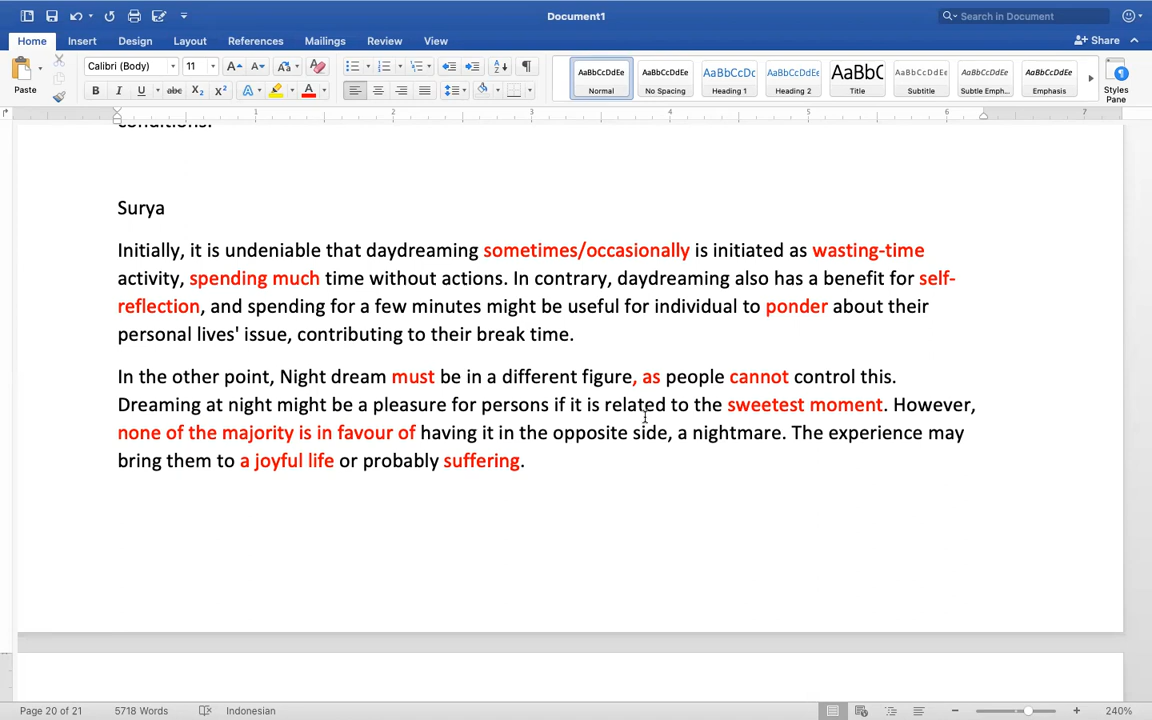 Document1
Search in Document
Home Insert Design Layout References Mailings Review View
Share
Paste
Calibri (Body) 11
AaBbCcDdEe AaBbCcDdEe AaBbCcDc AaBbCcDdEe AaBbC AaBbCcDdEe AaBbCcDdEe AaBbCcDdEe
Normal No Spacing Heading 1 Heading 2 Title Subtitle Subtle Emph... Emphasis
Styles
Pane
1 2 3 4 5 6 7
conditions.
Surya
Initially, it is undeniable that daydreaming sometimes/occasionally is initiated as wasting-time
activity, spending much time without actions. In contrary, daydreaming also has a benefit for self-
reflection, and spending for a few minutes might be useful for individual to ponder about their
personal lives' issue, contributing to their break time.
In the other point, Night dream must be in a different figure, as people cannot control this.
Dreaming at night might be a pleasure for persons if it is related to the sweetest moment. However,
none of the majority is in favour of having it in the opposite side, a nightmare. The experience may
bring them to a joyful life or probably suffering.
Page 20 of 21 5718 Words Indonesian 240%